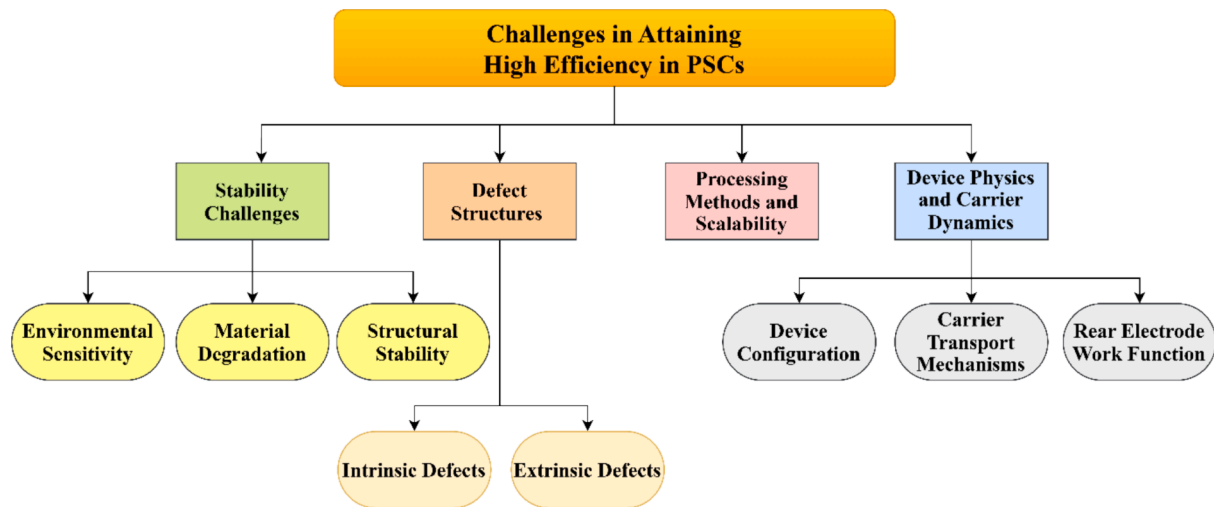 Challenges in Attaining
High Efficiency in PSCs
Stability
Challenges
Defect
Structures
Processing
Methods and
Scalability
Device Physics
and Carrier
Dynamics
Environmental
Sensitivity
Material
Degradation
Structural
Stability
Device
Configuration
Carrier
Transport
Mechanisms
Rear Electrode
Work Function
Intrinsic Defects
Extrinsic Defects